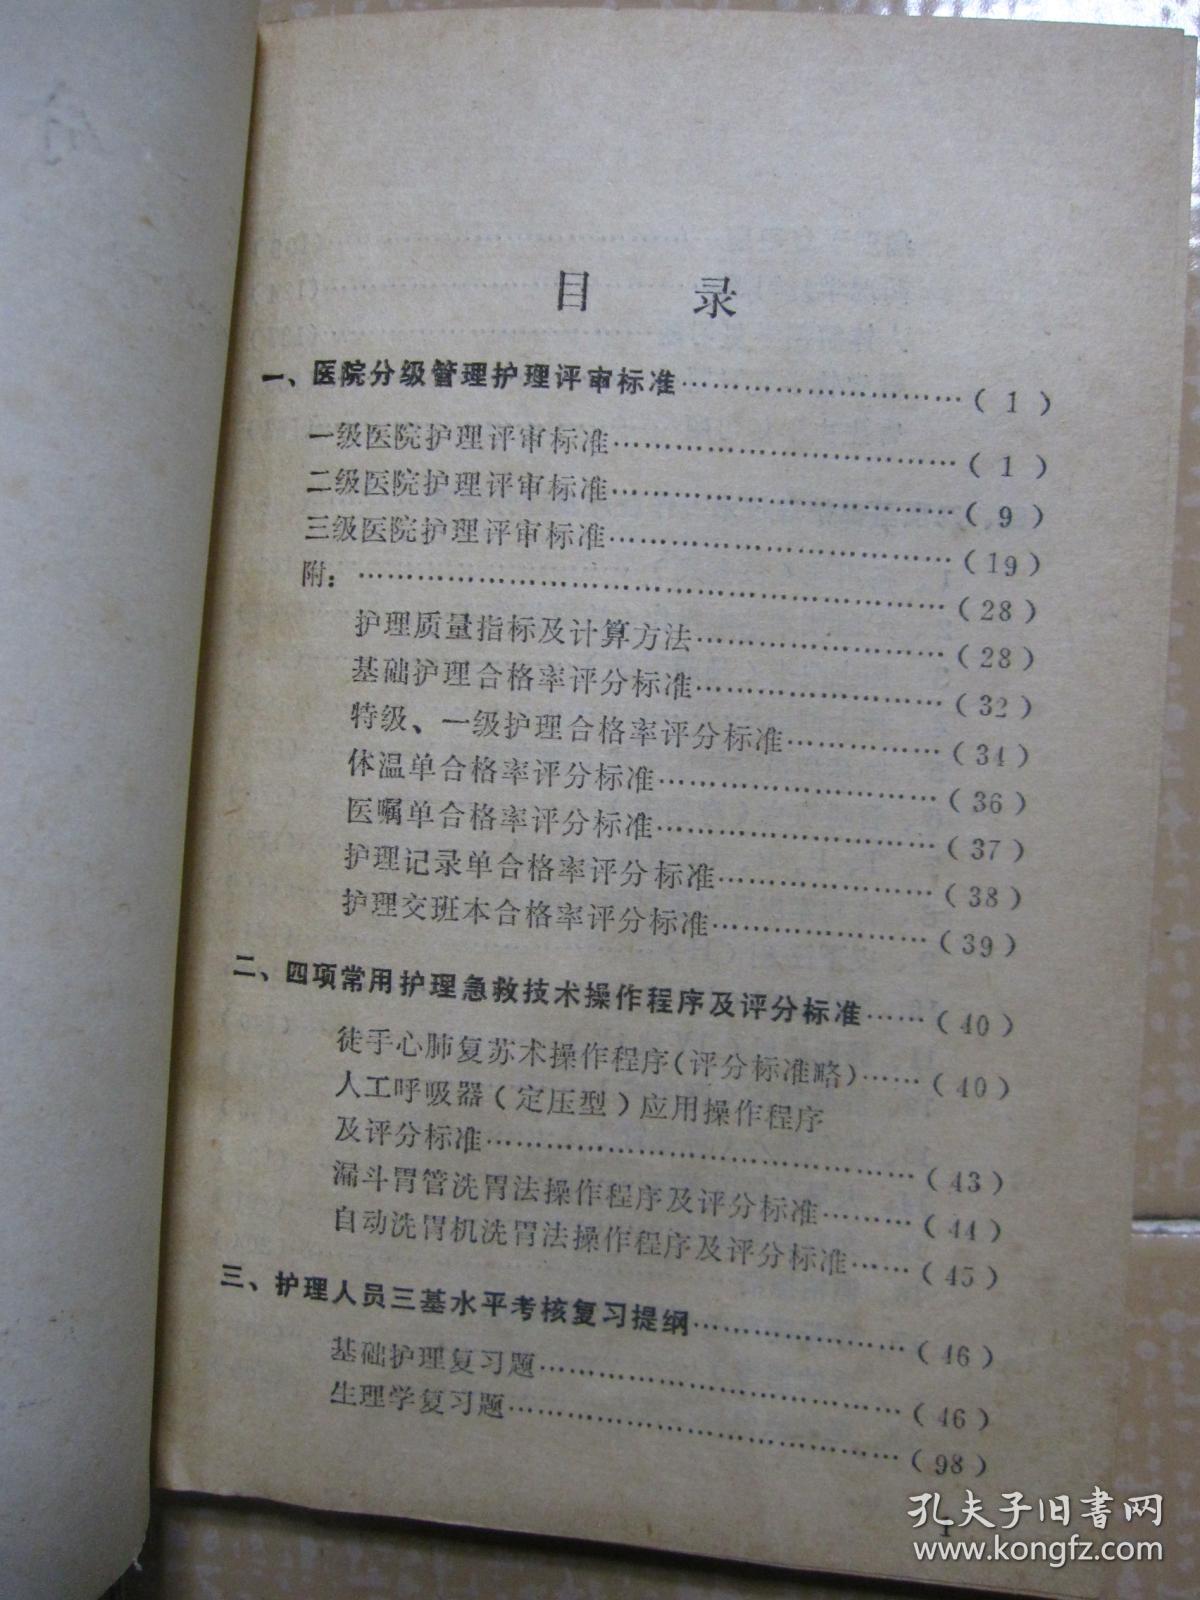 目 录
一、医院分级管理护理评审标准……………………………(1)
一级医院护理评审标准……………………………(1)
二级医院护理评审标准……………………………(9)
三级医院护理评审标准……………………………(19)
附：……………………………(28)
护理质量指标及计算方法……………………………(28)
基础护理合格率评分标准……………………………(32)
特级、一级护理合格率评分标准……………(34)
体温单合格率评分标准……………………………(36)
医嘱单合格率评分标准……………………………(37)
护理记录单合格率评分标准……………………(38)
护理交班本合格率评分标准……………………(39)
二、四项常用护理急救技术操作程序及评分标准……(40)
徒手心肺复苏术操作程序(评分标准略)……(40)
人工呼吸器(定压型)应用操作程序
及评分标准……………………………(43)
漏斗胃管洗胃法操作程序及评分标准………(44)
自动洗胃机洗胃法操作程序及评分标准……(45)
三、护理人员三基水平考核复习提纲……………………(46)
基础护理复习题……………………………(46)
生理学复习题……………………………(98)
1
孔夫子旧书网
www.kongfz.com